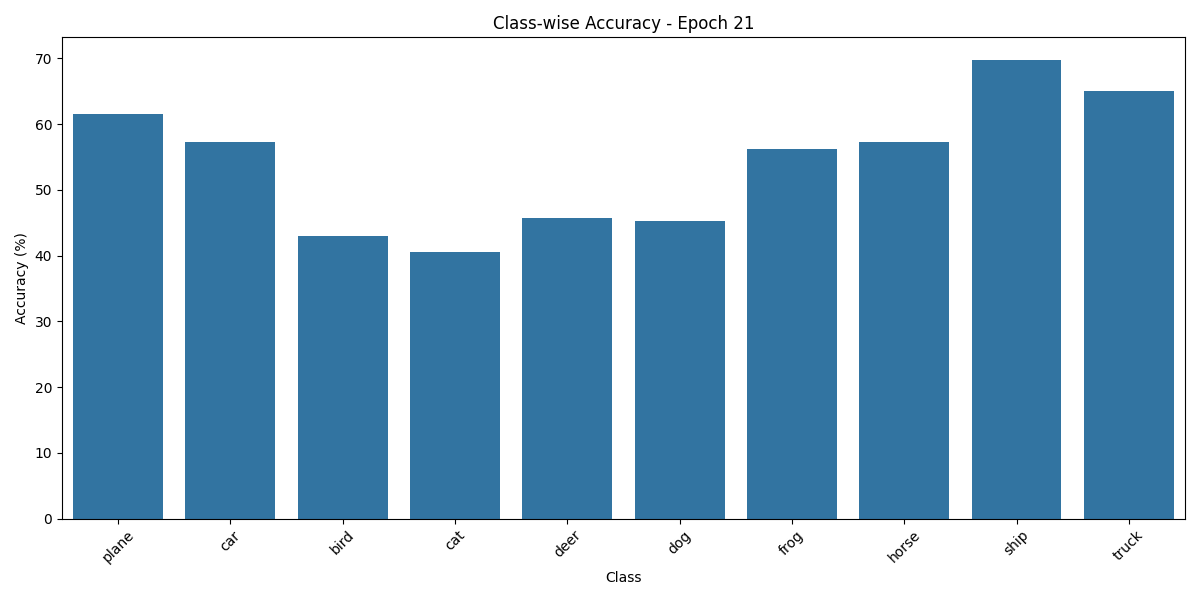 Class-wise Accuracy - Epoch 21
Accuracy (%)
70
60
50
40
30
20
10
0
plane
car
bird
cat
deer
dog
frog
horse
ship
truck
Class